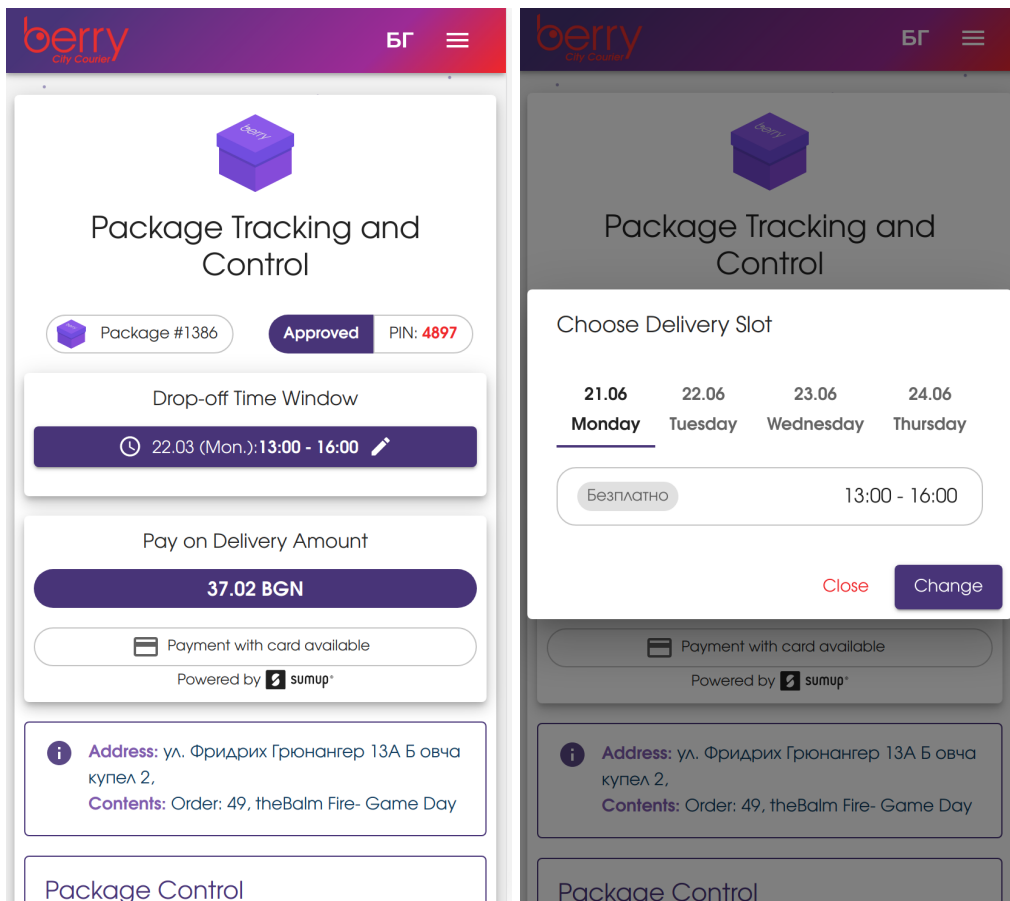 berry
City Courier
БГ
berry
Package Tracking and
Control
Package #1386
Approved
PIN: 4897
Drop-off Time Window
22.03 (Mon.):13:00 - 16:00
Pay on Delivery Amount
37.02 BGN
Payment with card available
Powered by sumup®
Address: ул. Фридрих Грюнангер 13А Б овча
купел 2,
Contents: Order: 49, theBalm Fire- Game Day
Package Control
berry
City Courier
БГ
berry
Package Tracking and
Control
Choose Delivery Slot
21.06 22.06 23.06 24.06
Monday Tuesday Wednesday Thursday
Безплатно 13:00 - 16:00
Close Change
Payment with card available
Powered by sumup®
Address: ул. Фридрих Грюнангер 13А Б овча
купел 2,
Contents: Order: 49, theBalm Fire- Game Day
Package Control